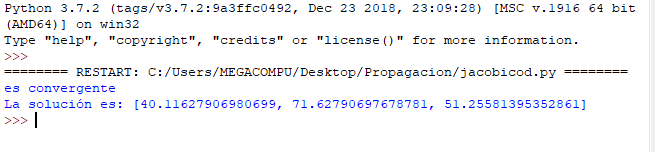 Python 3.7.2 (tags/v3.7.2:9a3ffc0492, Dec 23 2018, 23:09:28) [MSC v.1916 64 bit
(AMD64)] on win32
Type "help", "copyright", "credits" or "license()" for more information.
>>>
======== RESTART: C:/Users/MEGACOMPU/Desktop/Propagacion/jacobicod.py ========
es convergente
La solución es: [40.11627906980699, 71.62790697678781, 51.25581395352861]
>>>